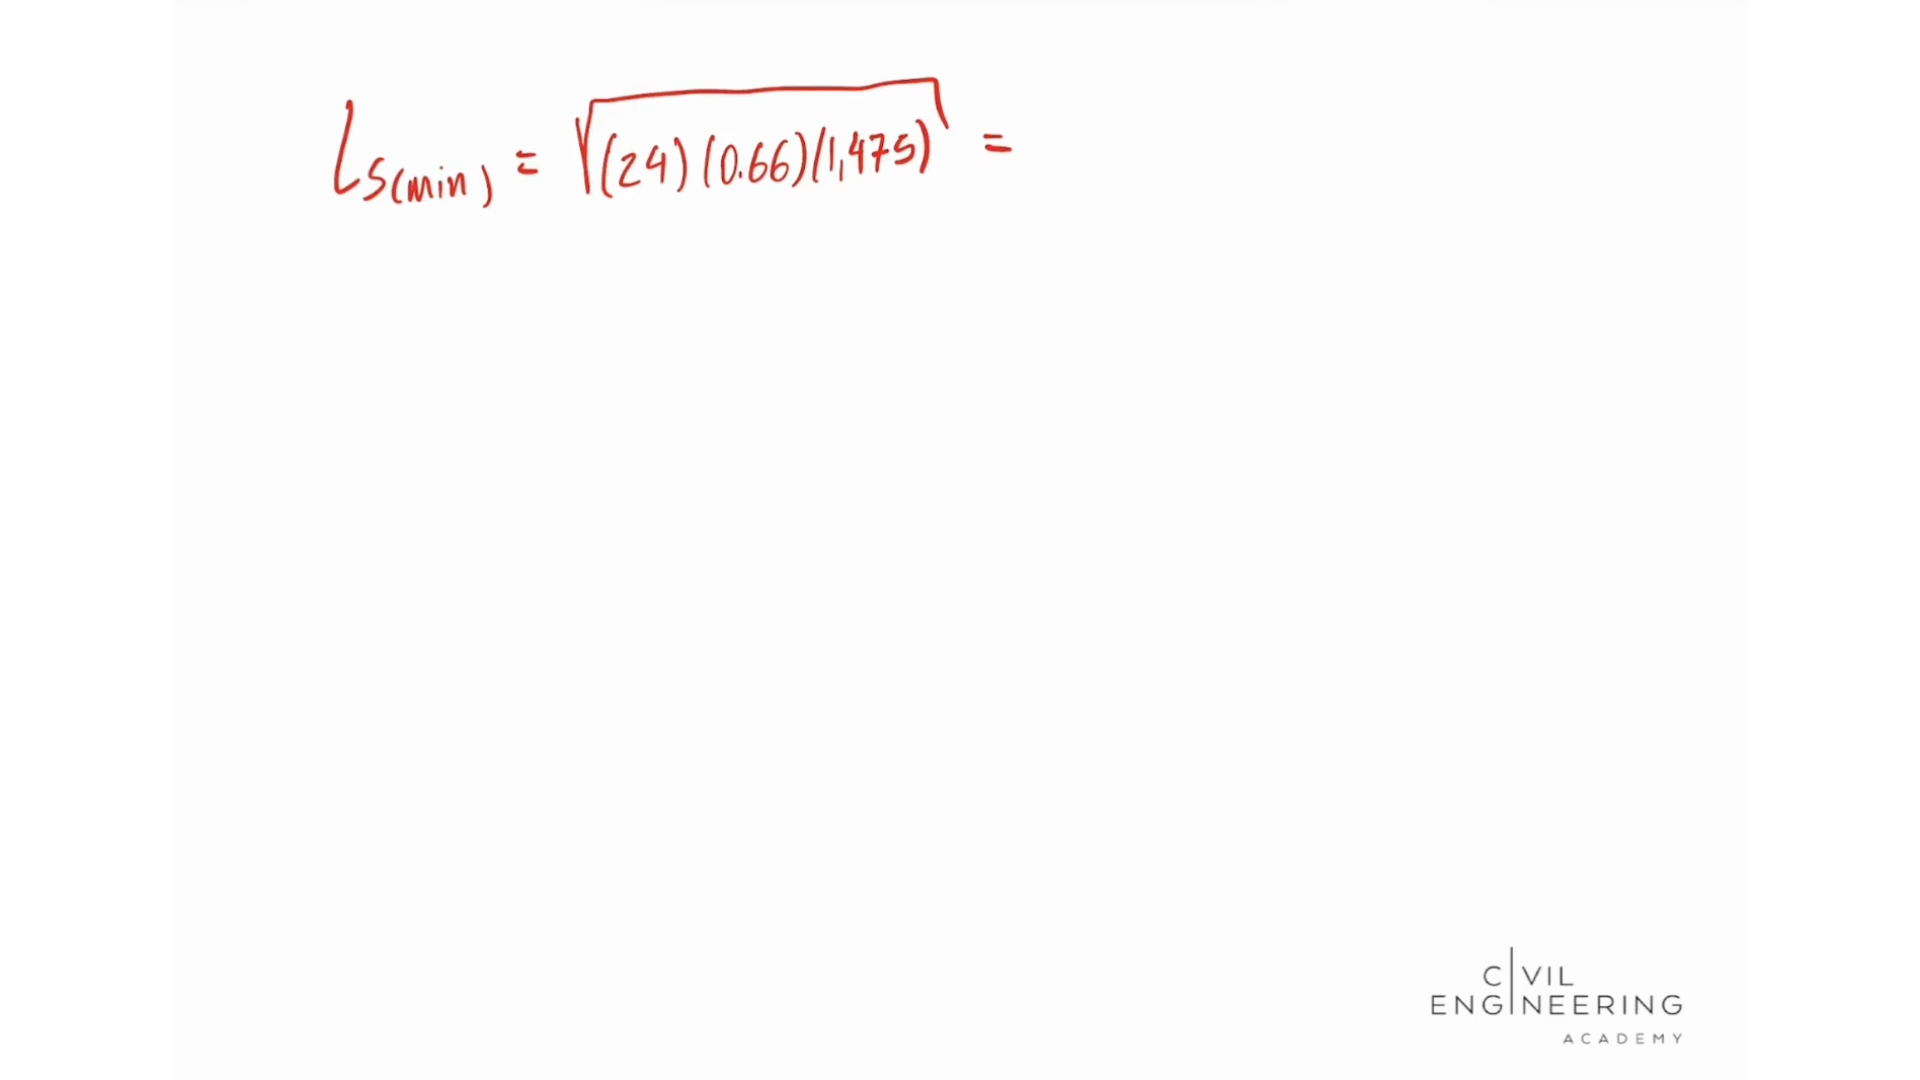 Ls(min) = √(24)(0.66)(1,475) =
CIVIL
ENGINEERING
ACADEMY